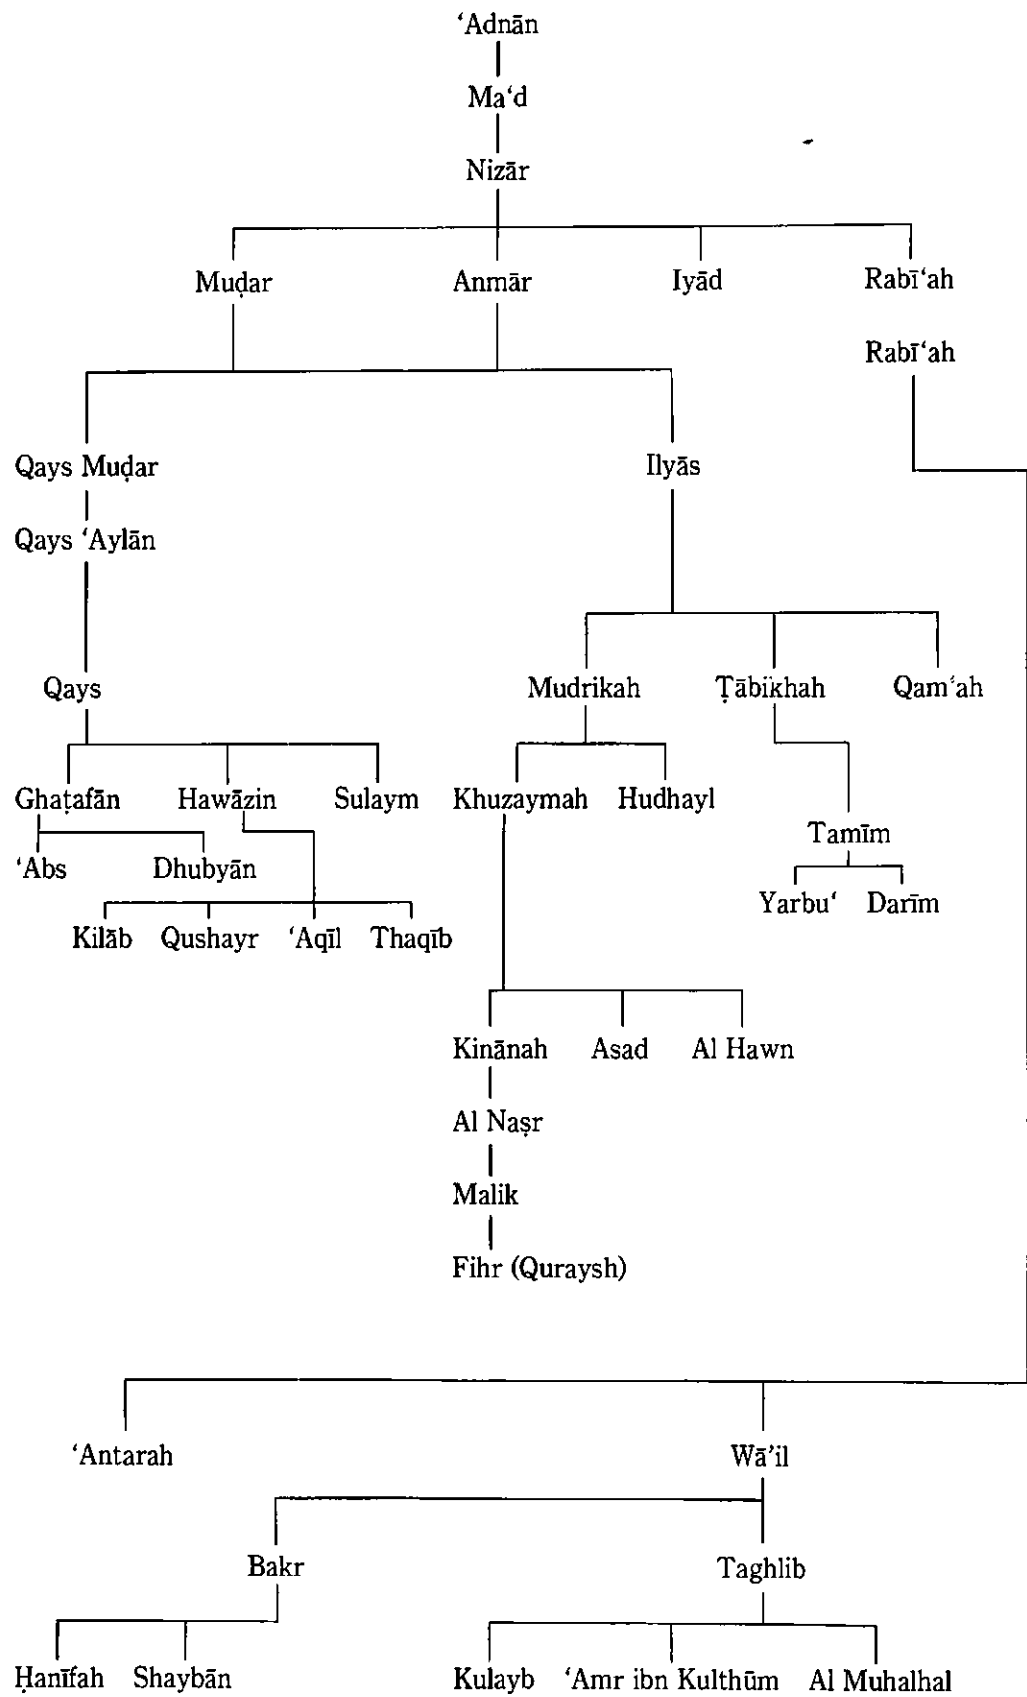 ‘Adnān
Ma‘d
Nizār
Muḍar Anmār Iyād Rabī‘ah
Rabī‘ah
Qays Muḍar Ilyās
Qays ‘Aylān
Qays Mudrikah Ṭābikhah Qam‘ah
Ghaṭafān Hawāzin Sulaym Khuzaymah Hudhayl
Tamīm
‘Abs Dhubyān
Yarbu‘ Darīm
Kilāb Qushayr ‘Aqīl Thaqīb
Kinānah Asad Al Hawn
Al Naṣr
Malik
Fihr (Quraysh)
‘Antarah Wā’il
Bakr Taghlib
Ḥanīfah Shaybān Kulayb ‘Amr ibn Kulthūm Al Muhalhal